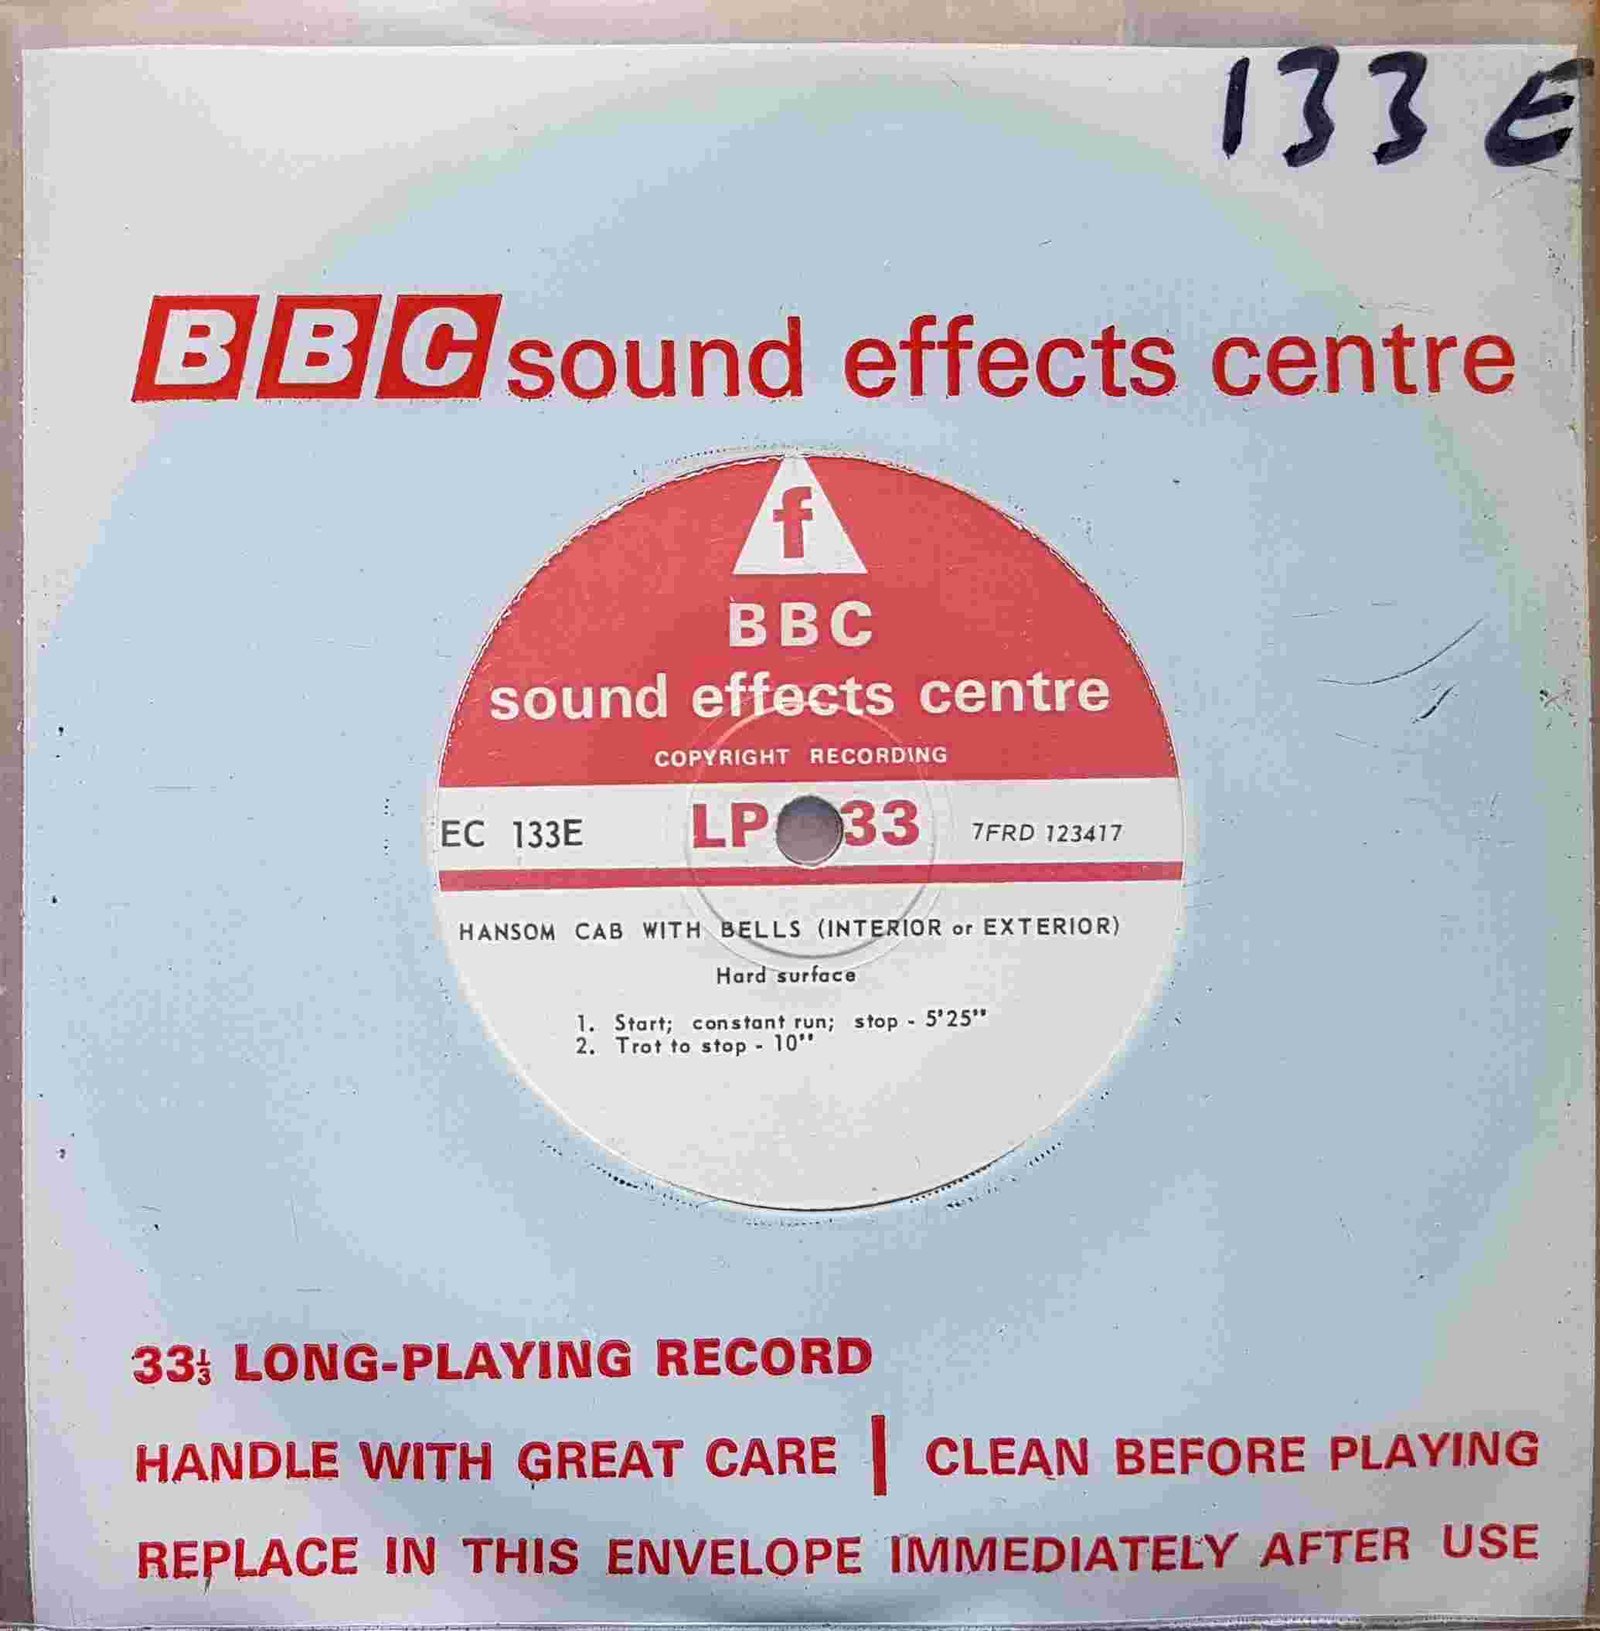 133 E
BBC sound effects centre
f
BBC
sound effects centre
COPYRIGHT RECORDING
EC 133E LP 33 7FRD 123417
HANSOM CAB WITH BELLS (INTERIOR or EXTERIOR)
Hard surface
1. Start; constant run; stop - 5'25"
2. Trot to stop - 10"
33⅓ LONG-PLAYING RECORD
HANDLE WITH GREAT CARE | CLEAN BEFORE PLAYING
REPLACE IN THIS ENVELOPE IMMEDIATELY AFTER USE